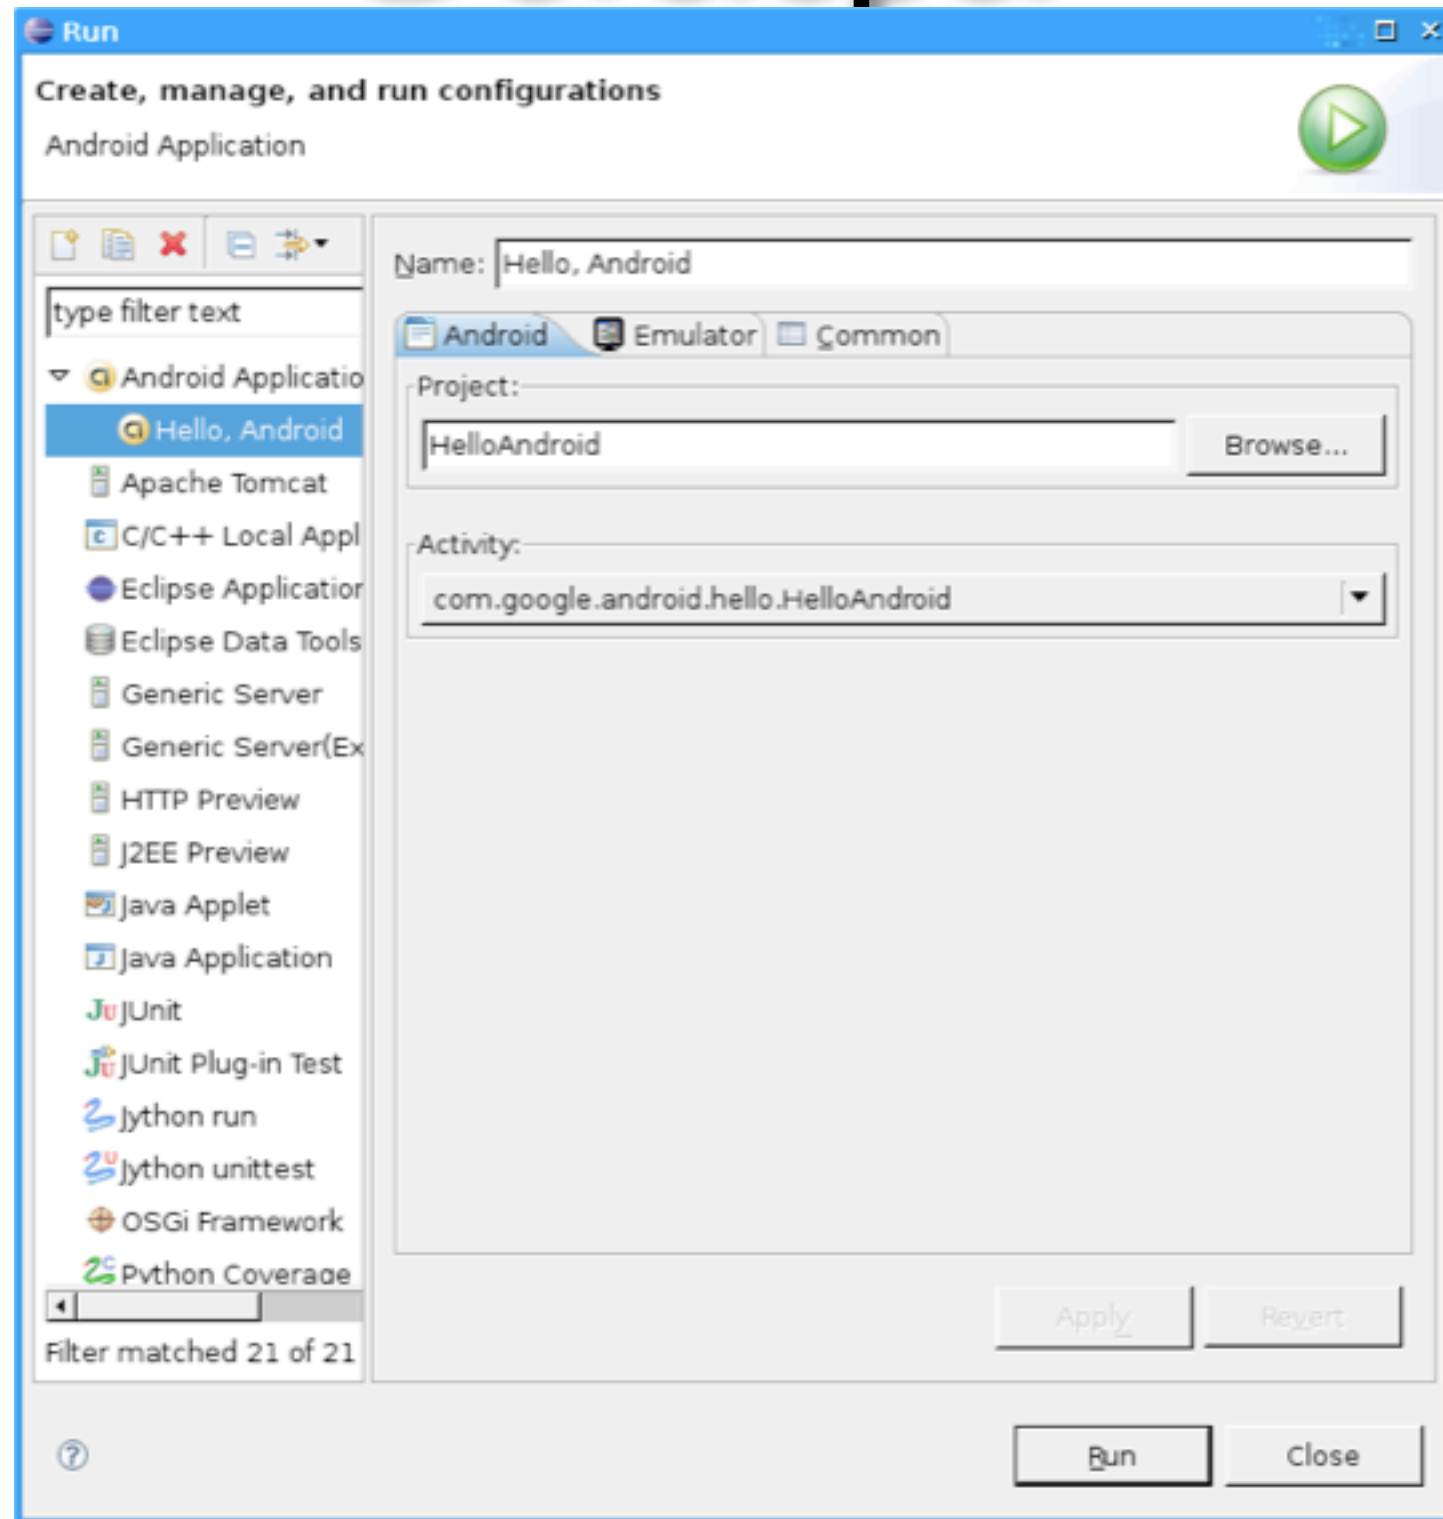 Run
Create, manage, and run configurations
Android Application
type filter text
Android Applicatio
Hello, Android
Apache Tomcat
C/C++ Local Appl
Eclipse Application
Eclipse Data Tools
Generic Server
Generic Server(Ex
HTTP Preview
J2EE Preview
Java Applet
Java Application
JUnit
JUnit Plug-in Test
Jython run
Jython unittest
OSGi Framework
Python Coverage
Filter matched 21 of 21
Name: Hello, Android
Android Emulator Common
Project:
HelloAndroid Browse...
Activity:
com.google.android.hello.HelloAndroid
Apply Revert
Run Close